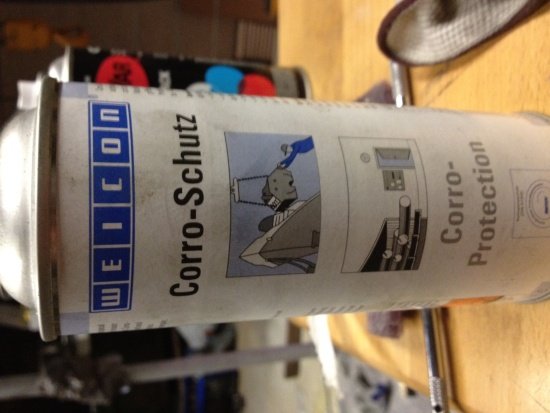 WEICON
Corro-Schutz
Corro-
Protection